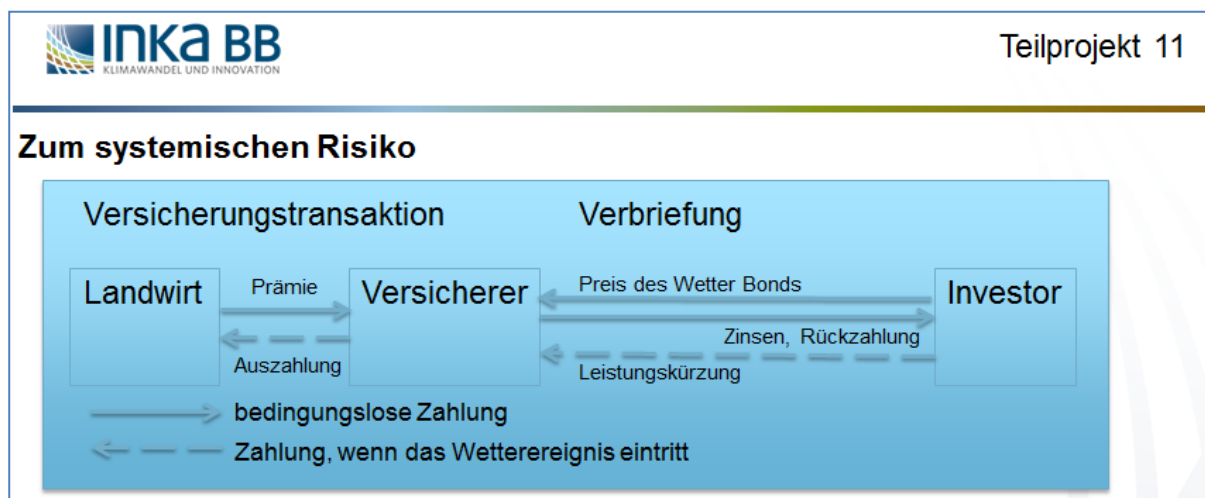 inka BB
KLIMAWANDEL UND INNOVATION
Teilprojekt 11
Zum systemischen Risiko
Versicherungstransaktion
Verbriefung
Landwirt
Prämie
Auszahlung
Versicherer
Preis des Wetter Bonds
Zinsen, Rückzahlung
Leistungskürzung
Investor
bedingungslose Zahlung
Zahlung, wenn das Wetterereignis eintritt